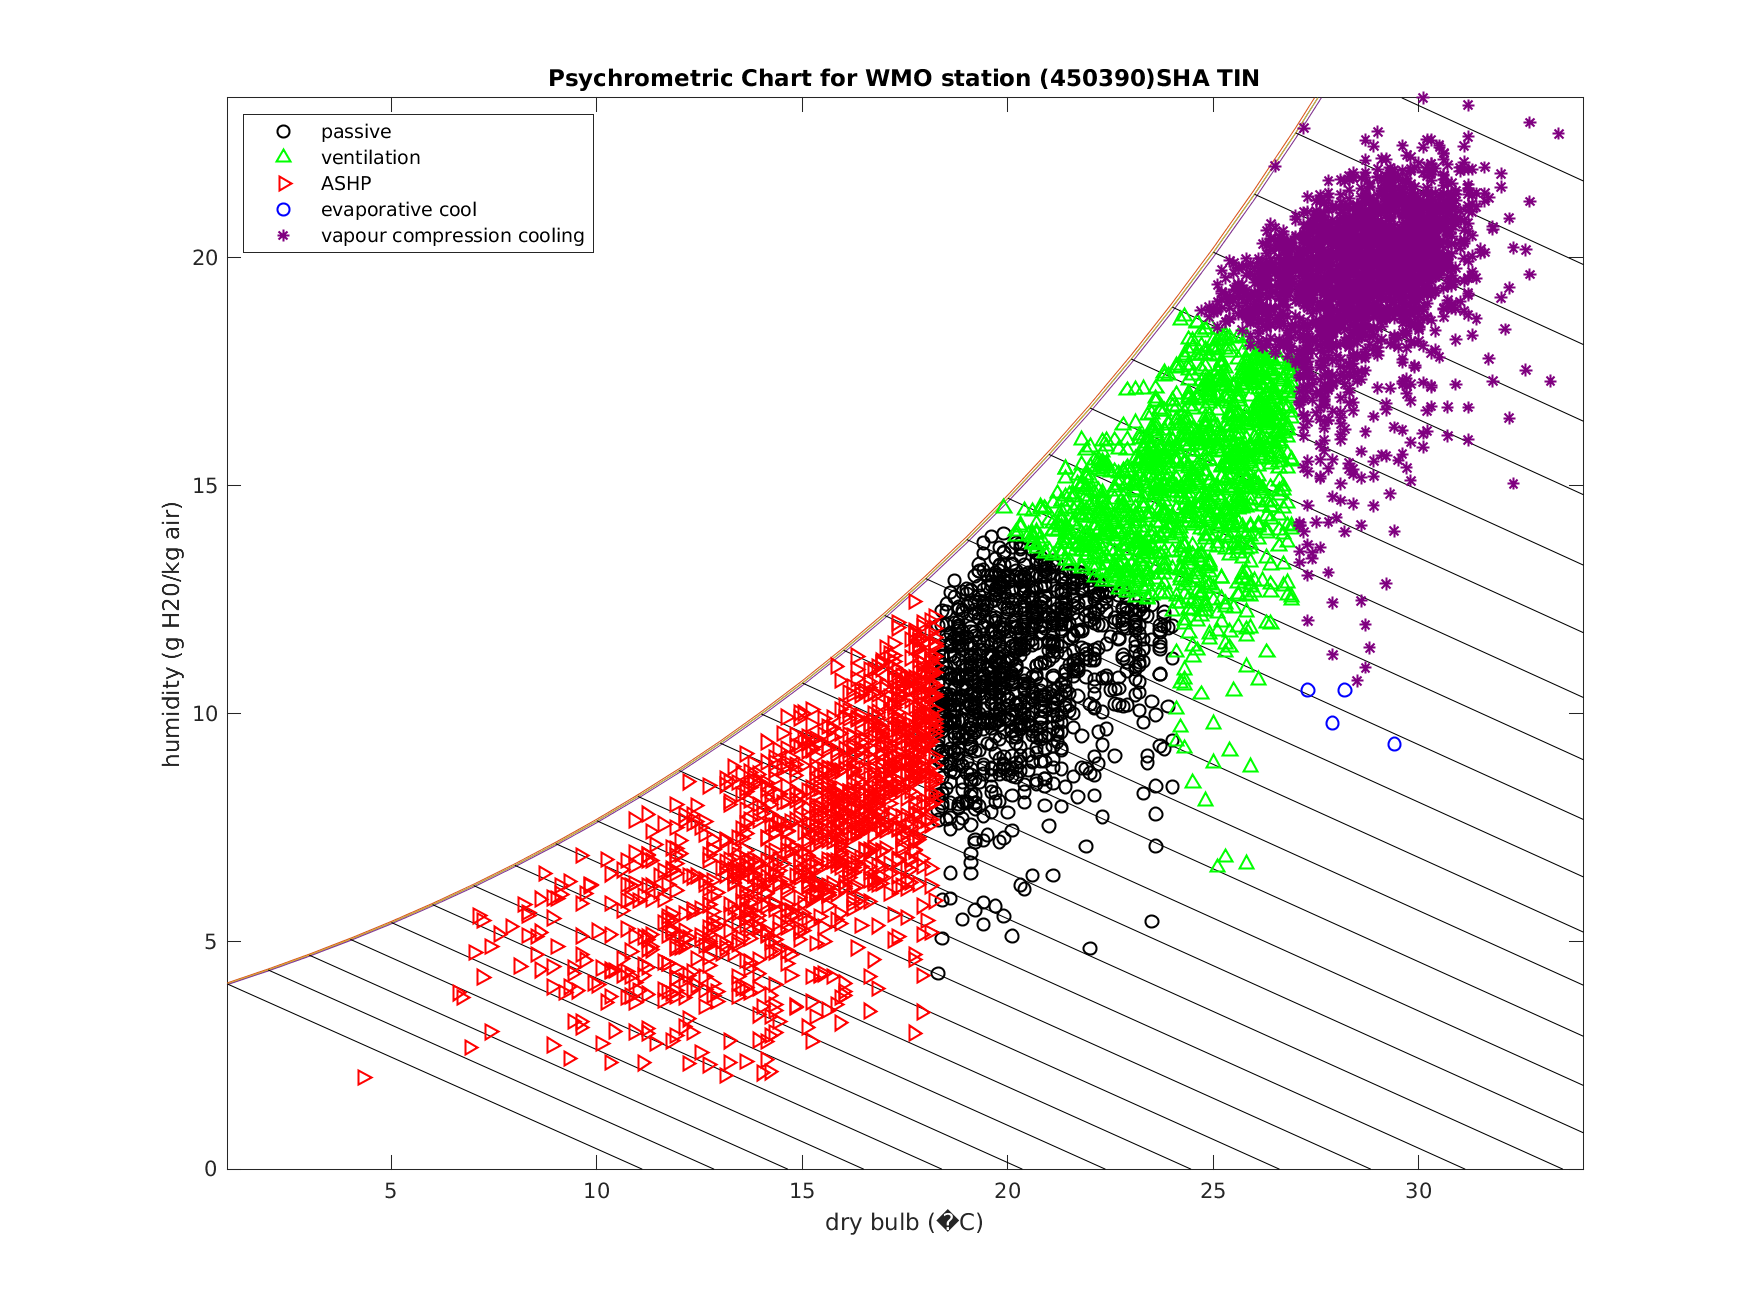 Psychrometric Chart for WMO station (450390)SHA TIN
passive
ventilation
ASHP
evaporative cool
vapour compression cooling
humidity (g H20/kg air)
20
15
10
5
0
5 10 15 20 25 30
dry bulb (�C)